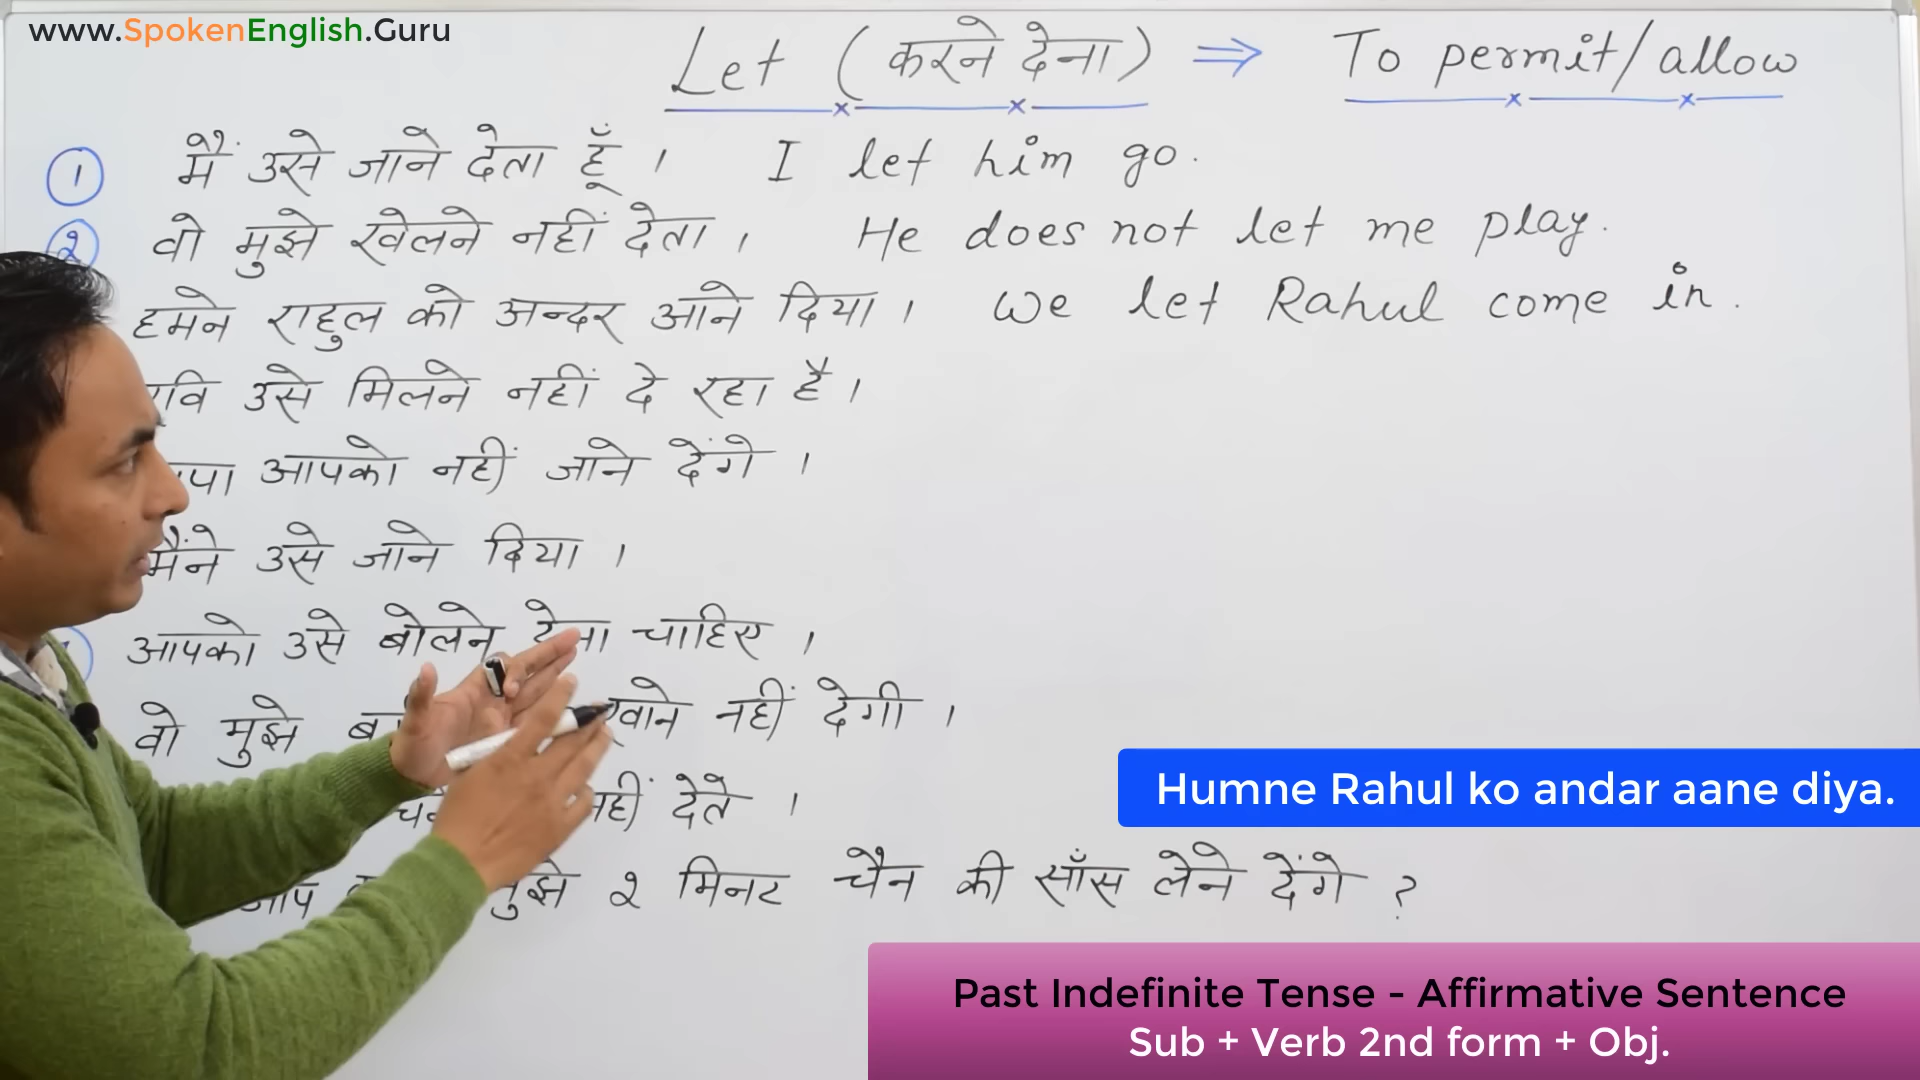 www.SpokenEnglish.Guru
Let (करने देना) ⇒ To permit/allow
① मैं उसे जाने देता हूँ । I let him go.
② वो मुझे खेलने नहीं देता । He does not let me play.
हमने राहुल को अन्दर आने दिया । We let Rahul come in.
रवि उसे मिलने नहीं दे रहा है ।
आपको नहीं जाने देंगे ।
मैंने उसे जाने दिया ।
आपको उसे बोलने देना चाहिए ।
वो मुझे खाने नहीं देगी ।
नहीं देते ।
आप मुझे २ मिनट चैन की साँस लेने देंगे ?
Humne Rahul ko andar aane diya.
Past Indefinite Tense - Affirmative Sentence
Sub + Verb 2nd form + Obj.